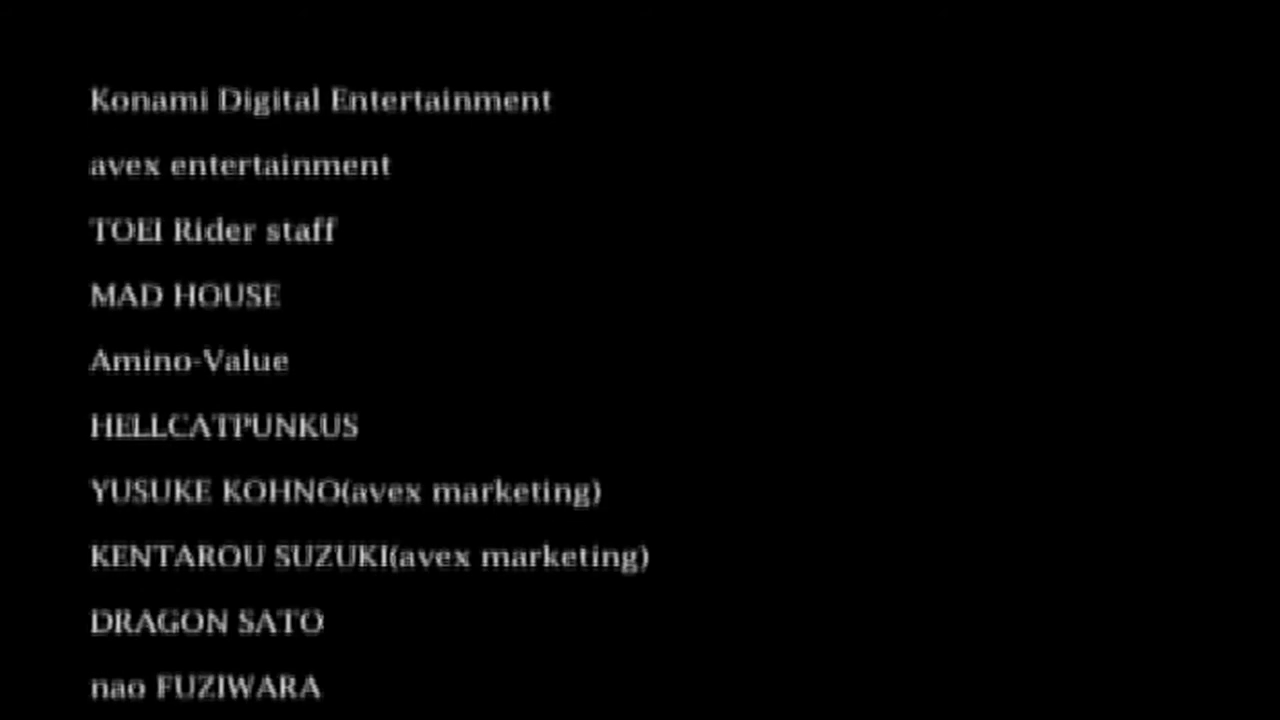 Konami Digital Entertainment
avex entertainment
TOEI Rider staff
MAD HOUSE
Amino-Value
HELLCATPUNKUS
YUSUKE KOHNO(avex marketing)
KENTAROU SUZUKI(avex marketing)
DRAGON SATO
nao FUZIWARA